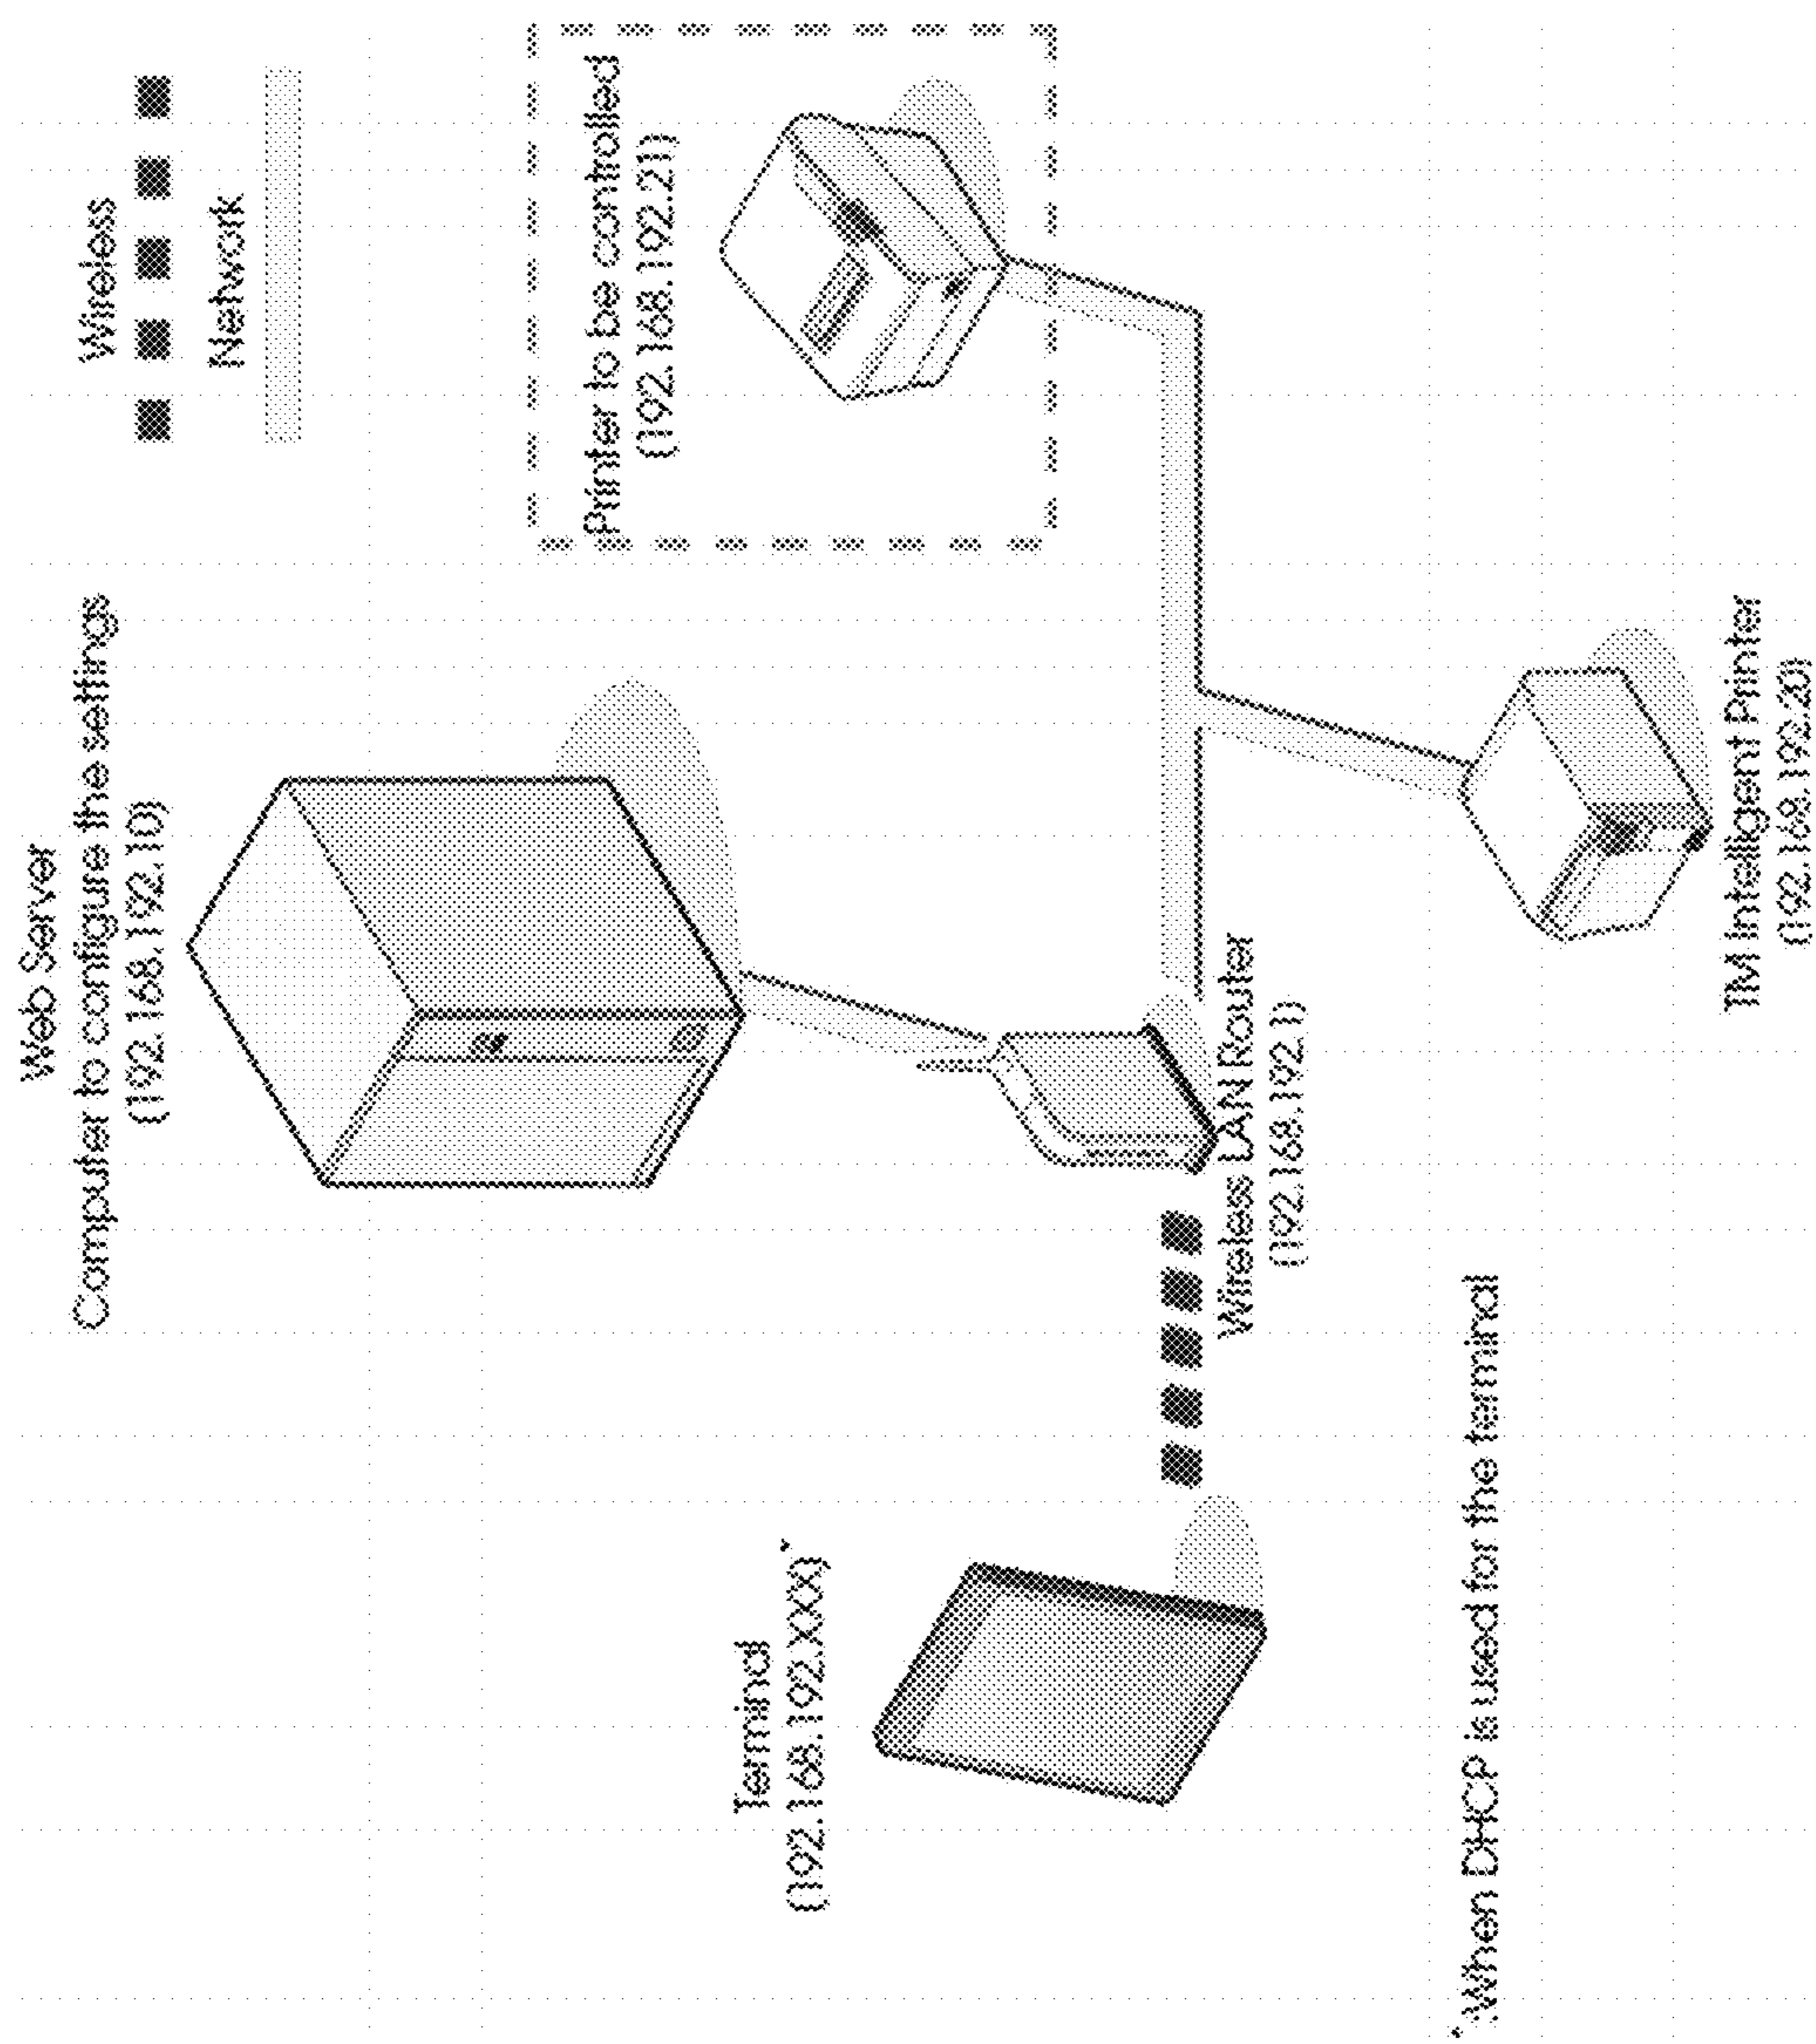 Web Server
Computer to configure the settings
(192.168.192.10)
Wireless
Network
Printer to be controlled
(192.168.192.21)
Terminal
(192.168.192.XXX)*
Wireless LAN Router
(192.168.192.1)
TM Intelligent Printer
(192.168.192.20)
*When DHCP is used for the terminal